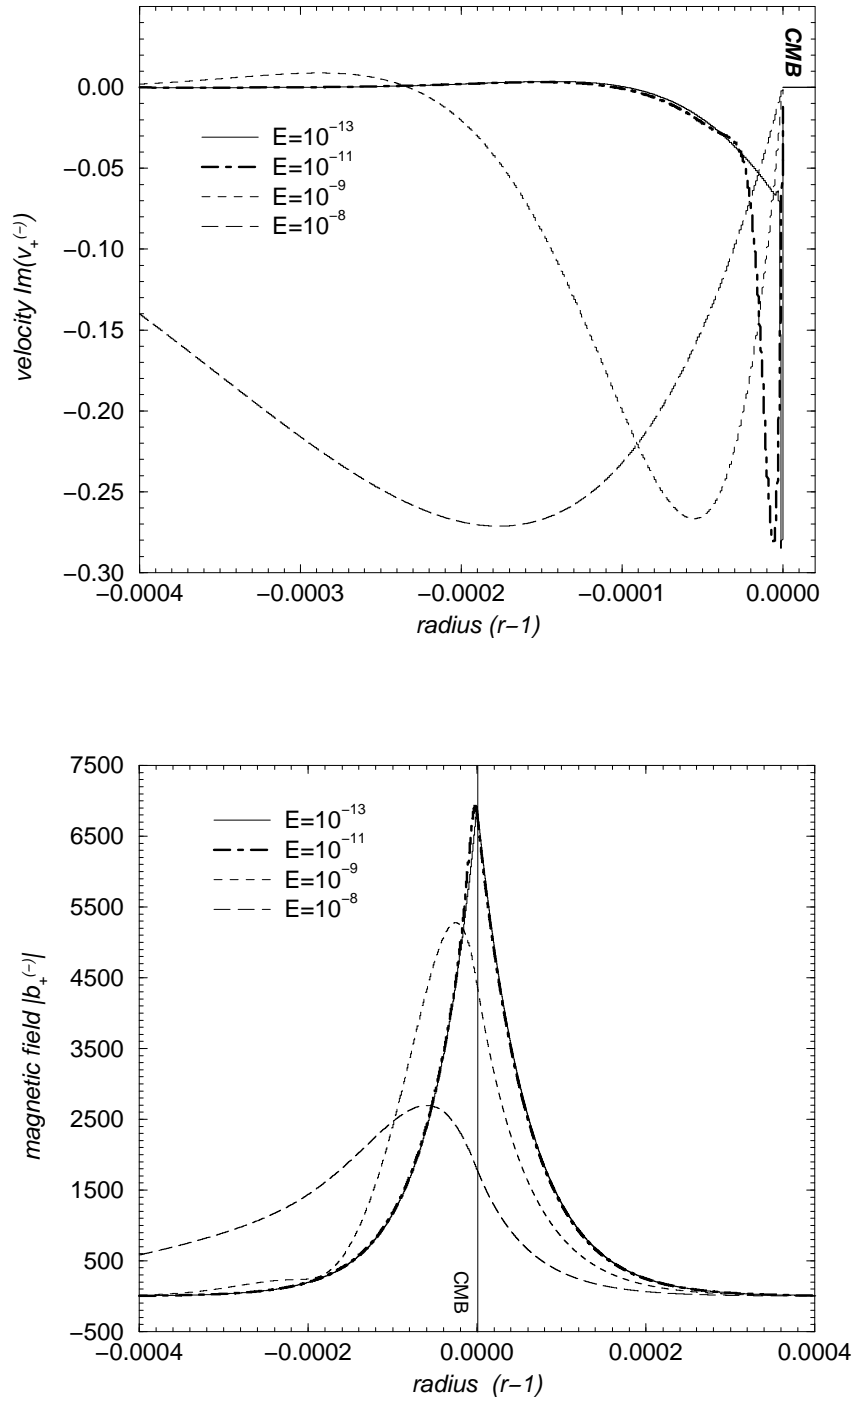 CMB
0.00
−0.05
−0.10
−0.15
−0.20
−0.25
−0.30
velocity Im(v₊⁽⁻⁾)
E=10⁻¹³
E=10⁻¹¹
E=10⁻⁹
E=10⁻⁸
−0.0004 −0.0003 −0.0002 −0.0001 0.0000
radius (r−1)
7500
6500
5500
4500
3500
2500
1500
500
−500
magnetic field |b₊⁽⁻⁾|
E=10⁻¹³
E=10⁻¹¹
E=10⁻⁹
E=10⁻⁸
CMB
−0.0004 −0.0002 0.0000 0.0002 0.0004
radius (r−1)